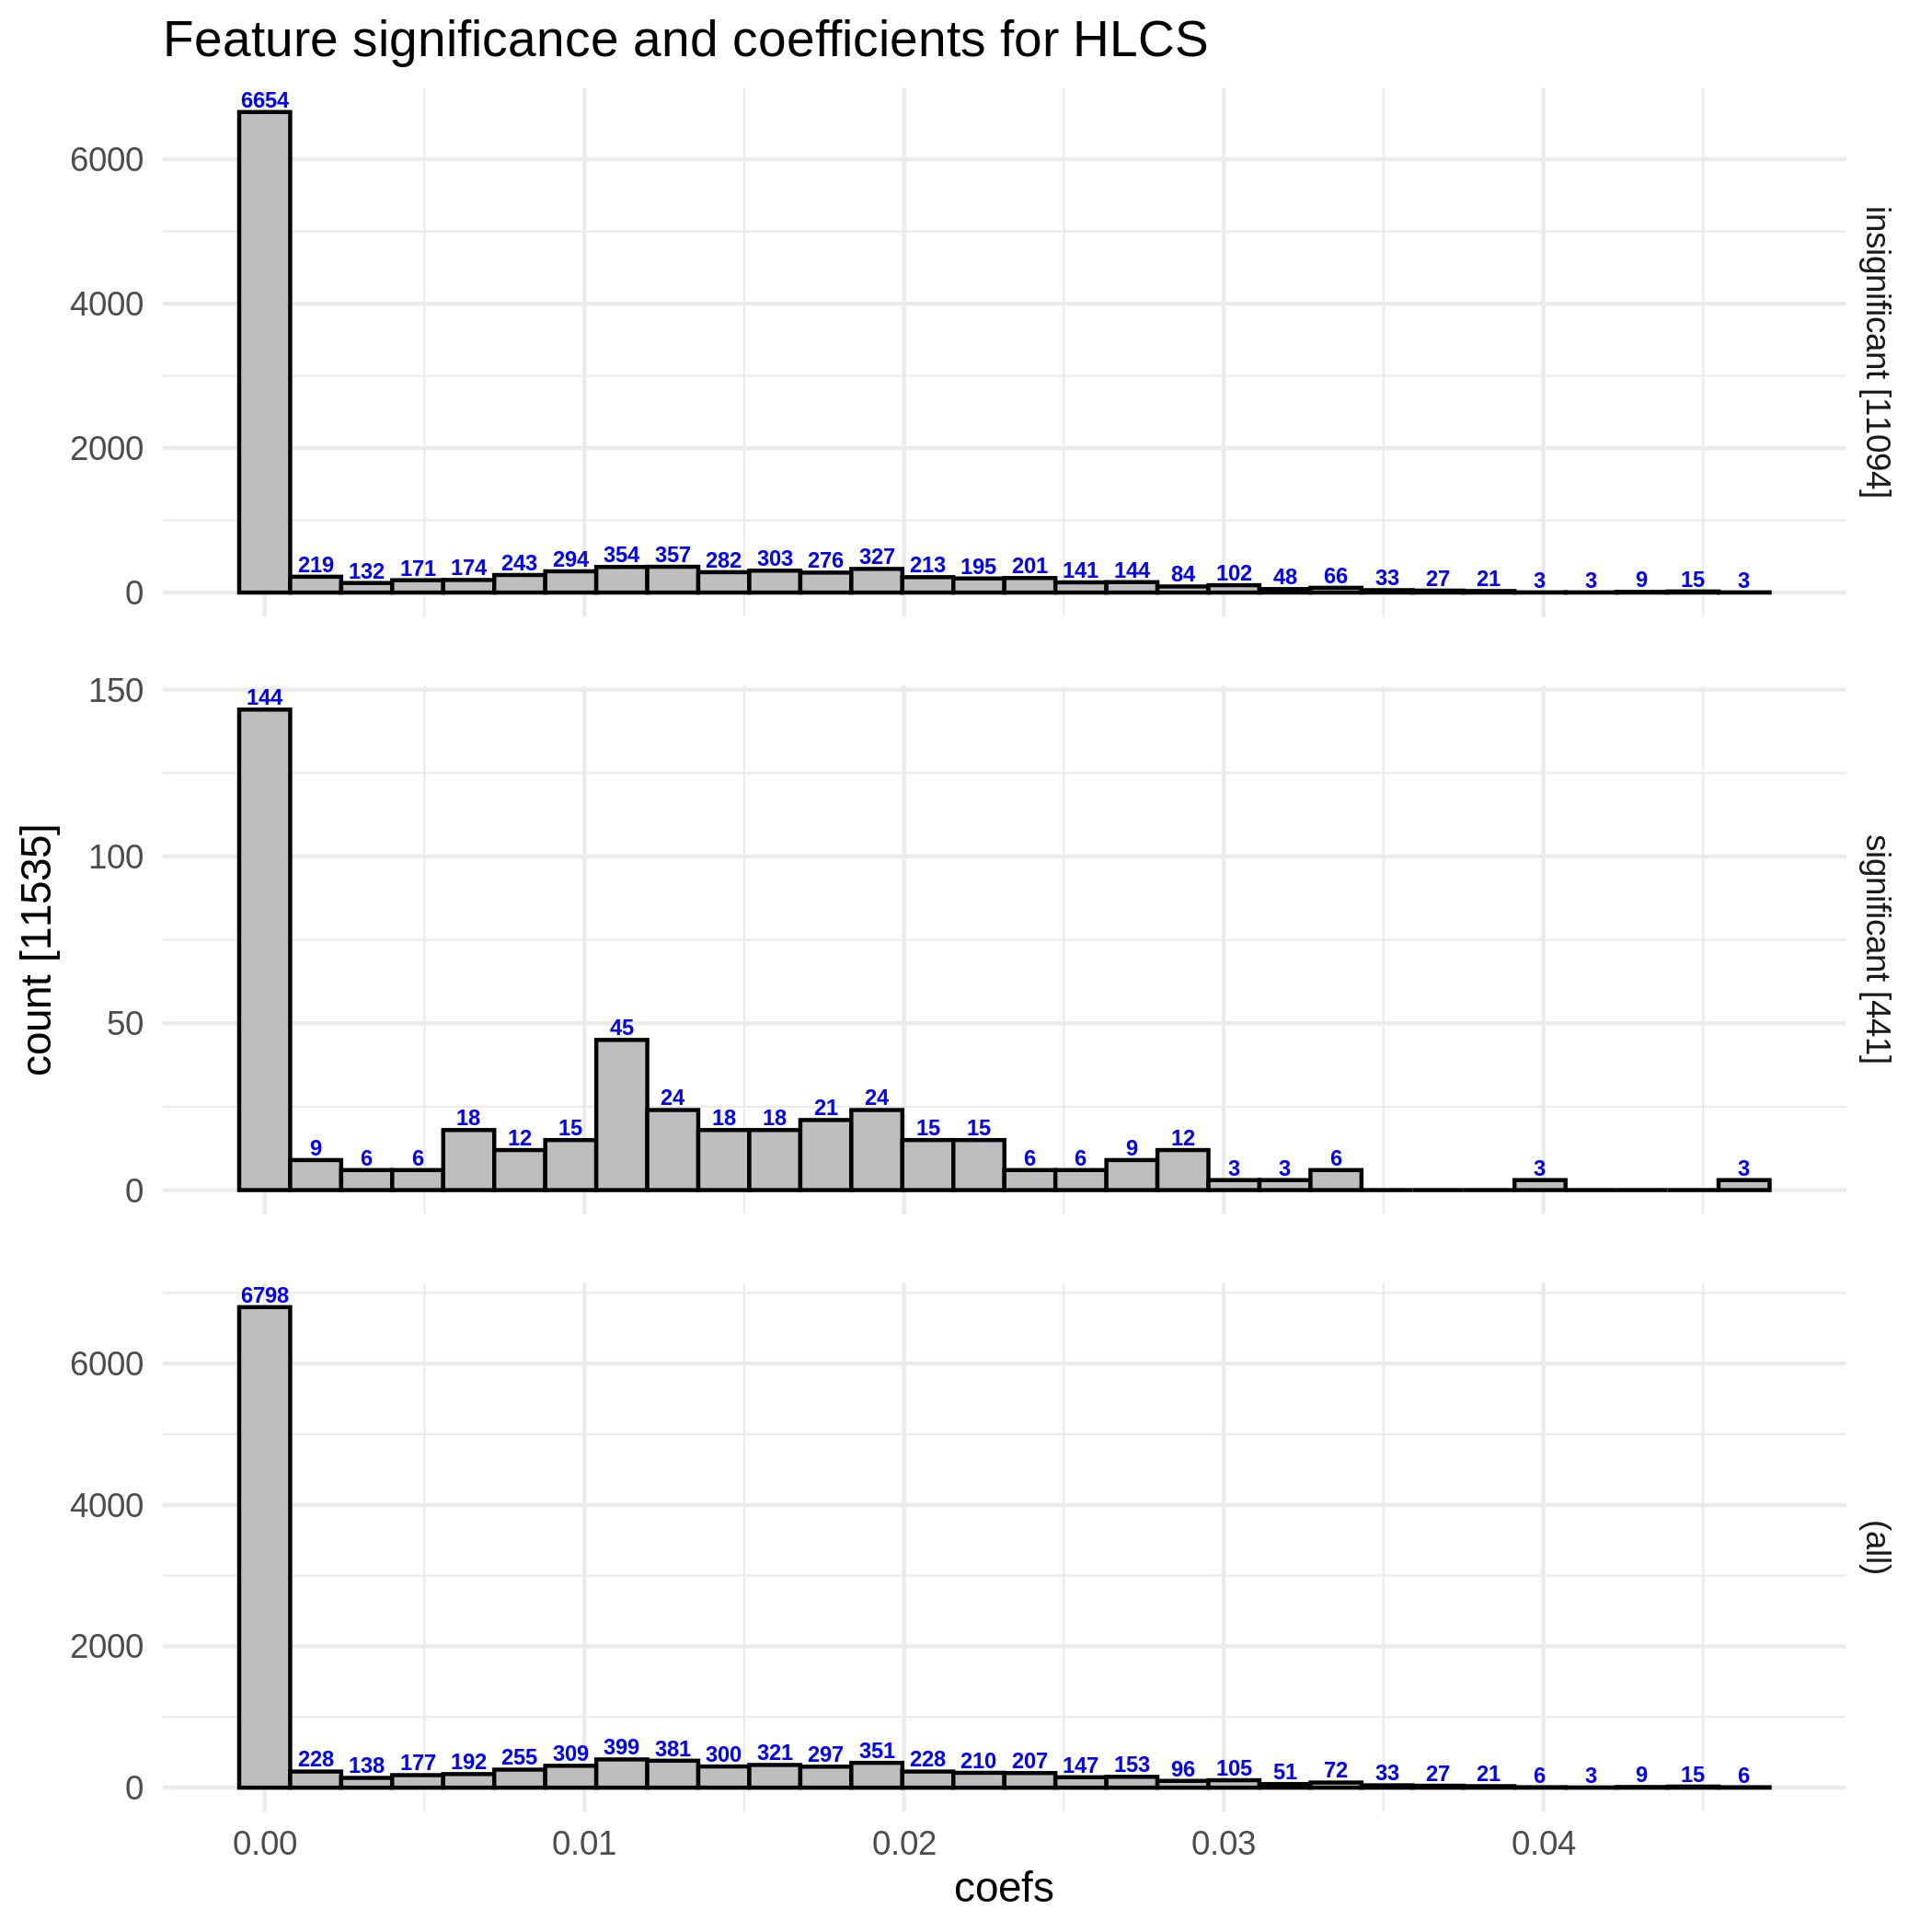 Feature significance and coefficients for HLCS
count [11535]
6000
4000
2000
0
6654 219 132 171 174 243 294 354 357 282 303 276 327 213 195 201 141 144 84 102 48 66 33 27 21 3 3 9 15 3
insignificant [11094]
150
100
50
0
144 9 6 6 18 12 15 45 24 18 18 21 24 15 15 6 6 9 12 3 3 6 3 3
significant [441]
6000
4000
2000
0
6798 228 138 177 192 255 309 399 381 300 321 297 351 228 210 207 147 153 96 105 51 72 33 27 21 6 3 9 15 6
(all)
0.00 0.01 0.02 0.03 0.04
coefs